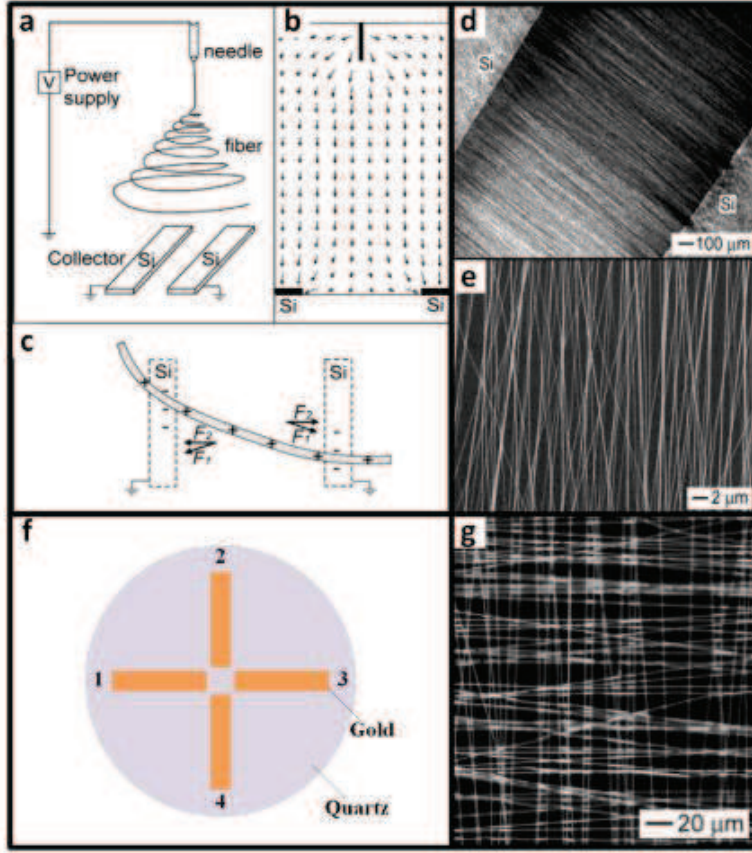 a
needle
V
Power
supply
fiber
Collector
Si
Si
b
Si
Si
c
Si
Si
F₂
F₁
F₂
F₁
d
Si
Si
100 μm
e
2 μm
f
2
1
3
Gold
4
Quartz
g
20 μm